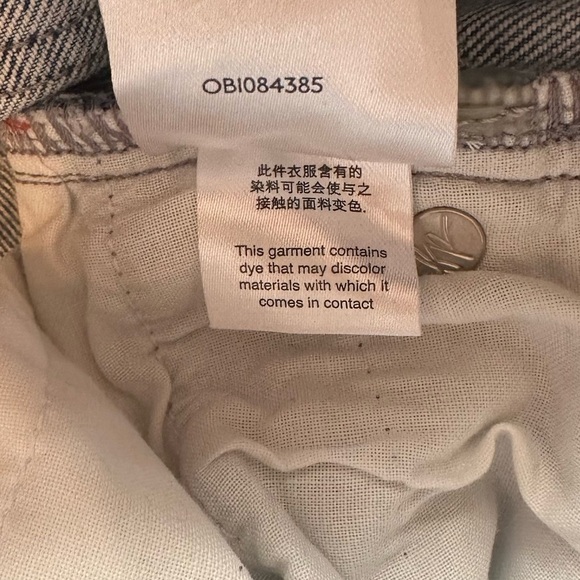 OBI084385
此件衣服含有的
染料可能会使与之
接触的面料变色.
This garment contains
dye that may discolor
materials with which it
comes in contact